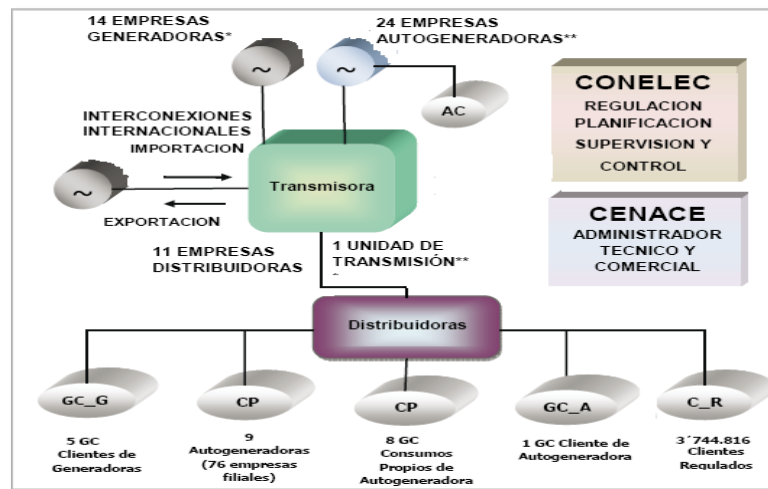 14 EMPRESAS
GENERADORAS*
24 EMPRESAS
AUTOGENERADORAS**
~
~
AC
CONELEC
REGULACION
PLANIFICACION
SUPERVISION Y
CONTROL
INTERCONEXIONES
INTERNACIONALES
IMPORTACION
~
Transmisora
EXPORTACION
CENACE
ADMINISTRADOR
TECNICO Y
COMERCIAL
11 EMPRESAS
DISTRIBUIDORAS
1 UNIDAD DE
TRANSMISIÓN**
*
Distribuidoras
GC_G
CP
CP
GC_A
C_R
5 GC
Clientes de
Generadoras
9
Autogeneradoras
(76 empresas
filiales)
8 GC
Consumos
Propios de
Autogeneradora
1 GC Cliente de
Autogeneradora
3´744.816
Clientes
Regulados